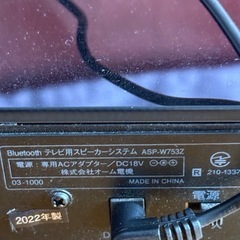 Bluetooth テレビ用スピーカーシステム ASP-W753Z
電源：専用ACアダプター／DC18V
株式会社オーム電機
R 210-1337
03-1000 MADE IN CHINA
電源
2022年製